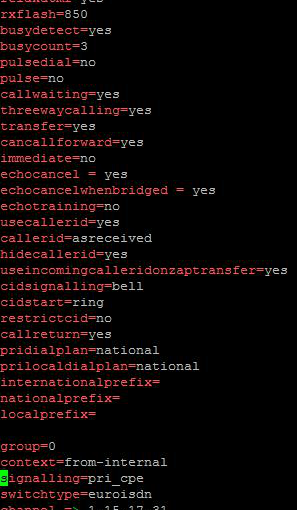 rxflash=850
busydetect=yes
busycount=3
pulsedial=no
pulse=no
callwaiting=yes
threewaycalling=yes
transfer=yes
cancallforward=yes
immediate=no
echocancel = yes
echocancelwhenbridged = yes
echotraining=no
usecallerid=yes
callerid=asreceived
hidecallerid=yes
useincomingcalleridonzaptransfer=yes
cidsignalling=bell
cidstart=ring
restrictcid=no
callreturn=yes
pridialplan=national
prilocaldialplan=national
internationalprefix=
nationalprefix=
localprefix=
group=0
context=from-internal
signalling=pri_cpe
switchtype=euroisdn
channel => 1-15,17-31